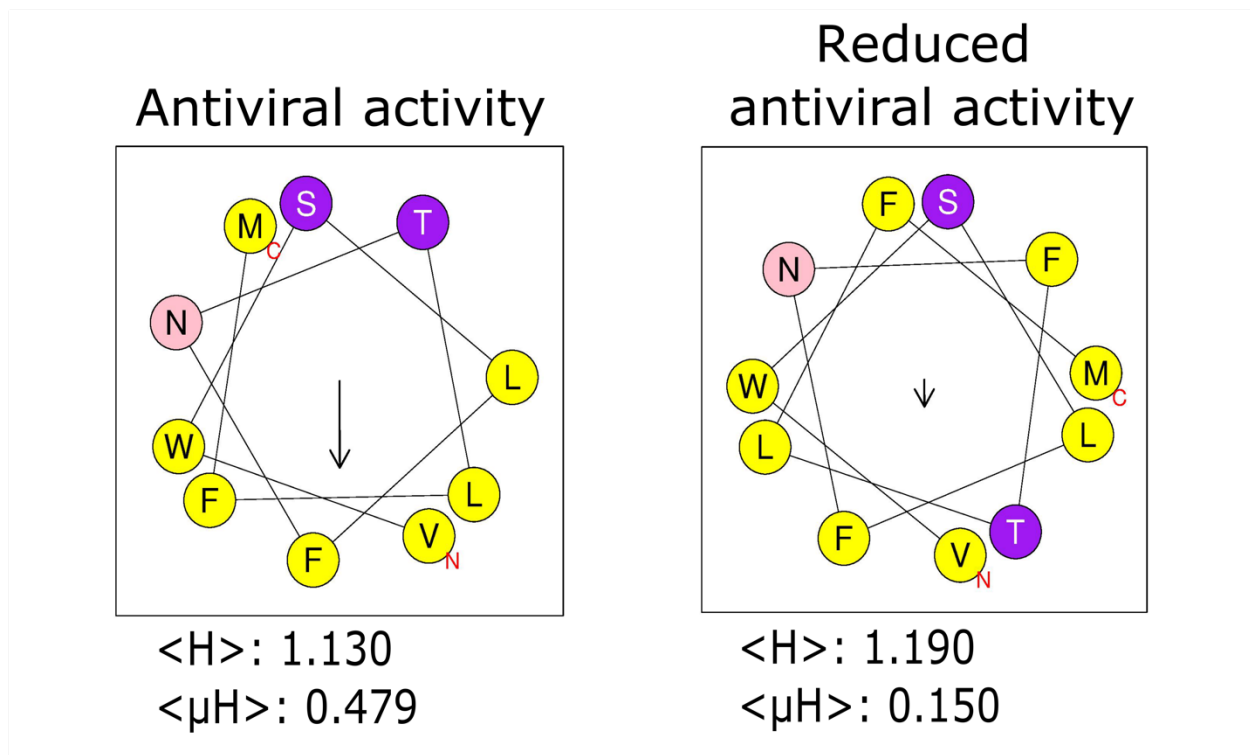 Antiviral activity
Reduced
antiviral activity
M
C
S
T
N
L
W
F
L
V
N
F
<H>: 1.130
<µH>: 0.479
F
S
N
F
W
M
C
L
L
F
T
V
N
<H>: 1.190
<µH>: 0.150